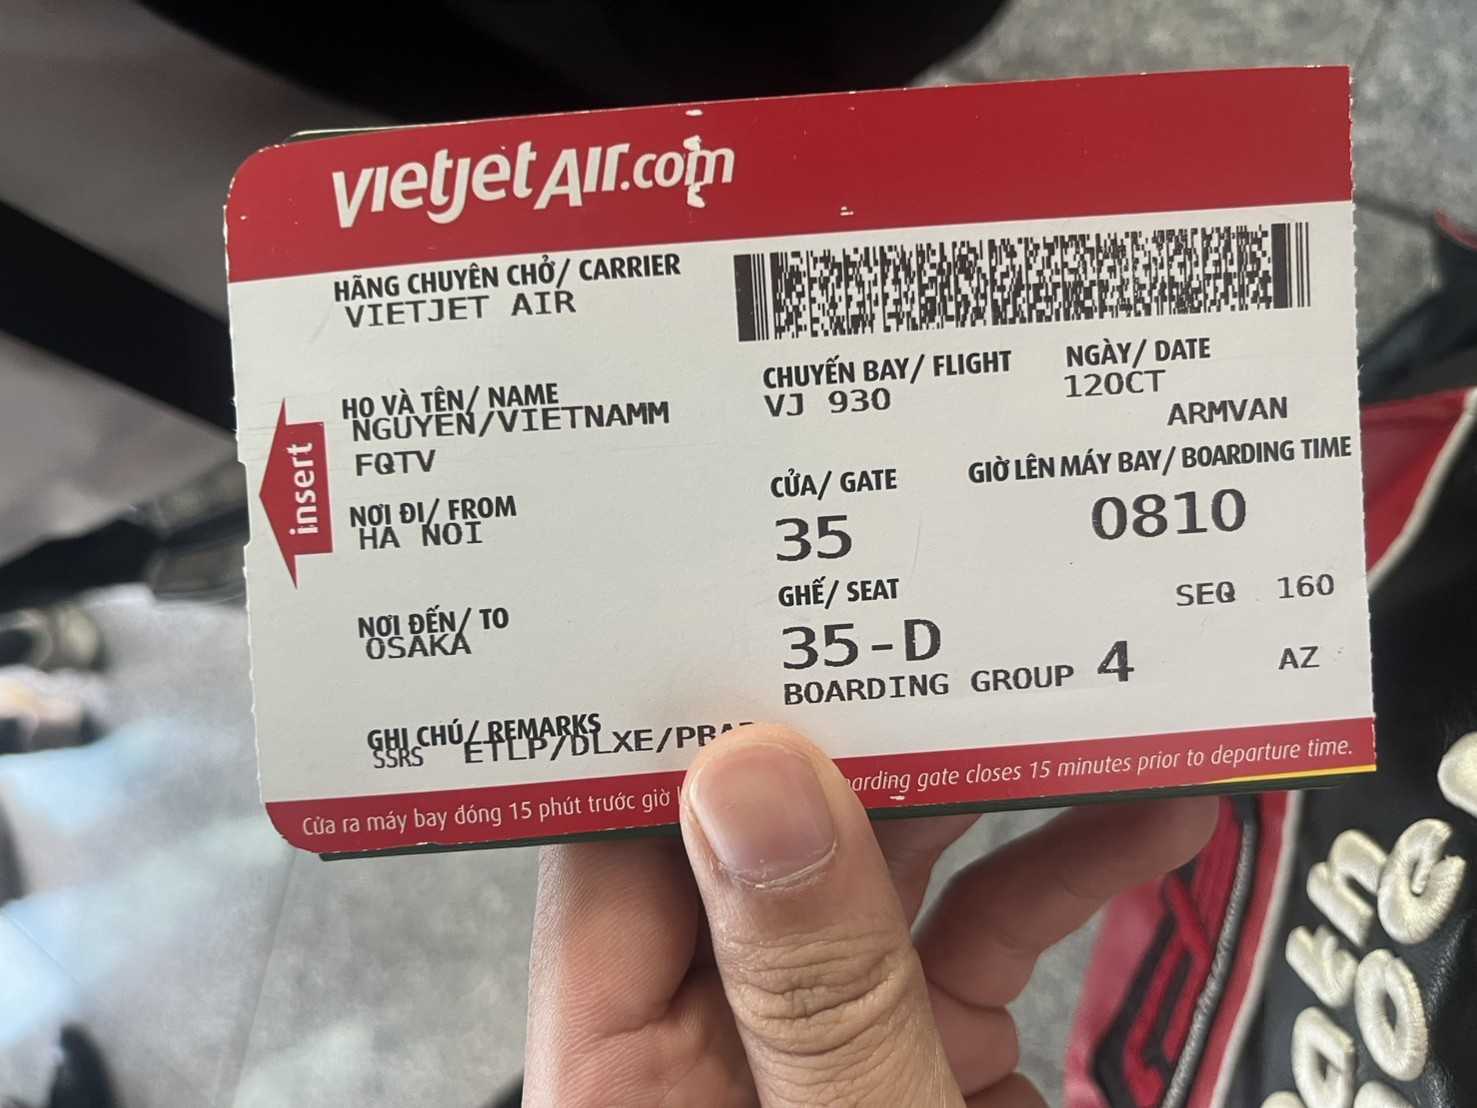 vietjetAir.com
HÃNG CHUYÊN CHỞ/ CARRIER
VIETJET AIR
HỌ VÀ TÊN/ NAME
NGUYEN/VIETNAMM
FQTV
NƠI ĐI/ FROM
HA NOI
NƠI ĐẾN/ TO
OSAKA
GHI CHÚ/ REMARKS
SSRS ETLP/DLXE/
insert
CHUYẾN BAY/ FLIGHT
VJ 930
NGÀY/ DATE
12OCT
ARMVAN
CỬA/ GATE
35
GIỜ LÊN MÁY BAY/ BOARDING TIME
0810
GHẾ/ SEAT
35-D
SEQ 160
BOARDING GROUP 4
AZ
Cửa ra máy bay đóng 15 phút trước giờ gate closes 15 minutes prior to departure time.